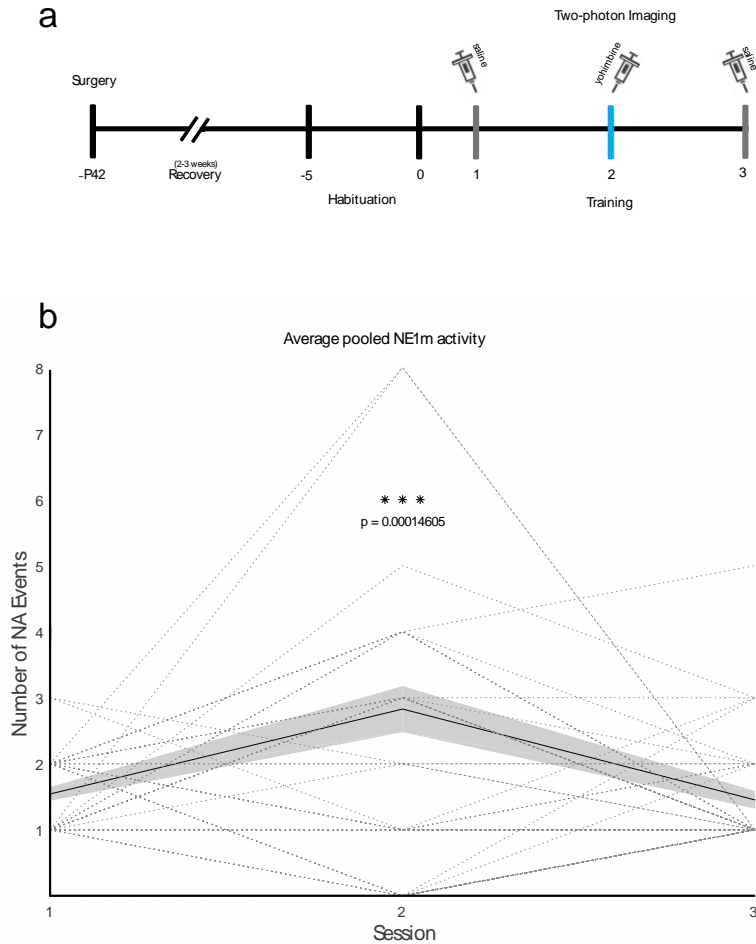 a
Two-photon Imaging
saline
yohimbine
saline
Surgery
~P42
(2-3 weeks)
Recovery
-5
0
1
2
3
Habituation
Training
b
Average pooled NE1m activity
8
7
6
5
4
3
2
1
* * *
p = 0.00014605
Number of NA Events
1
2
3
Session